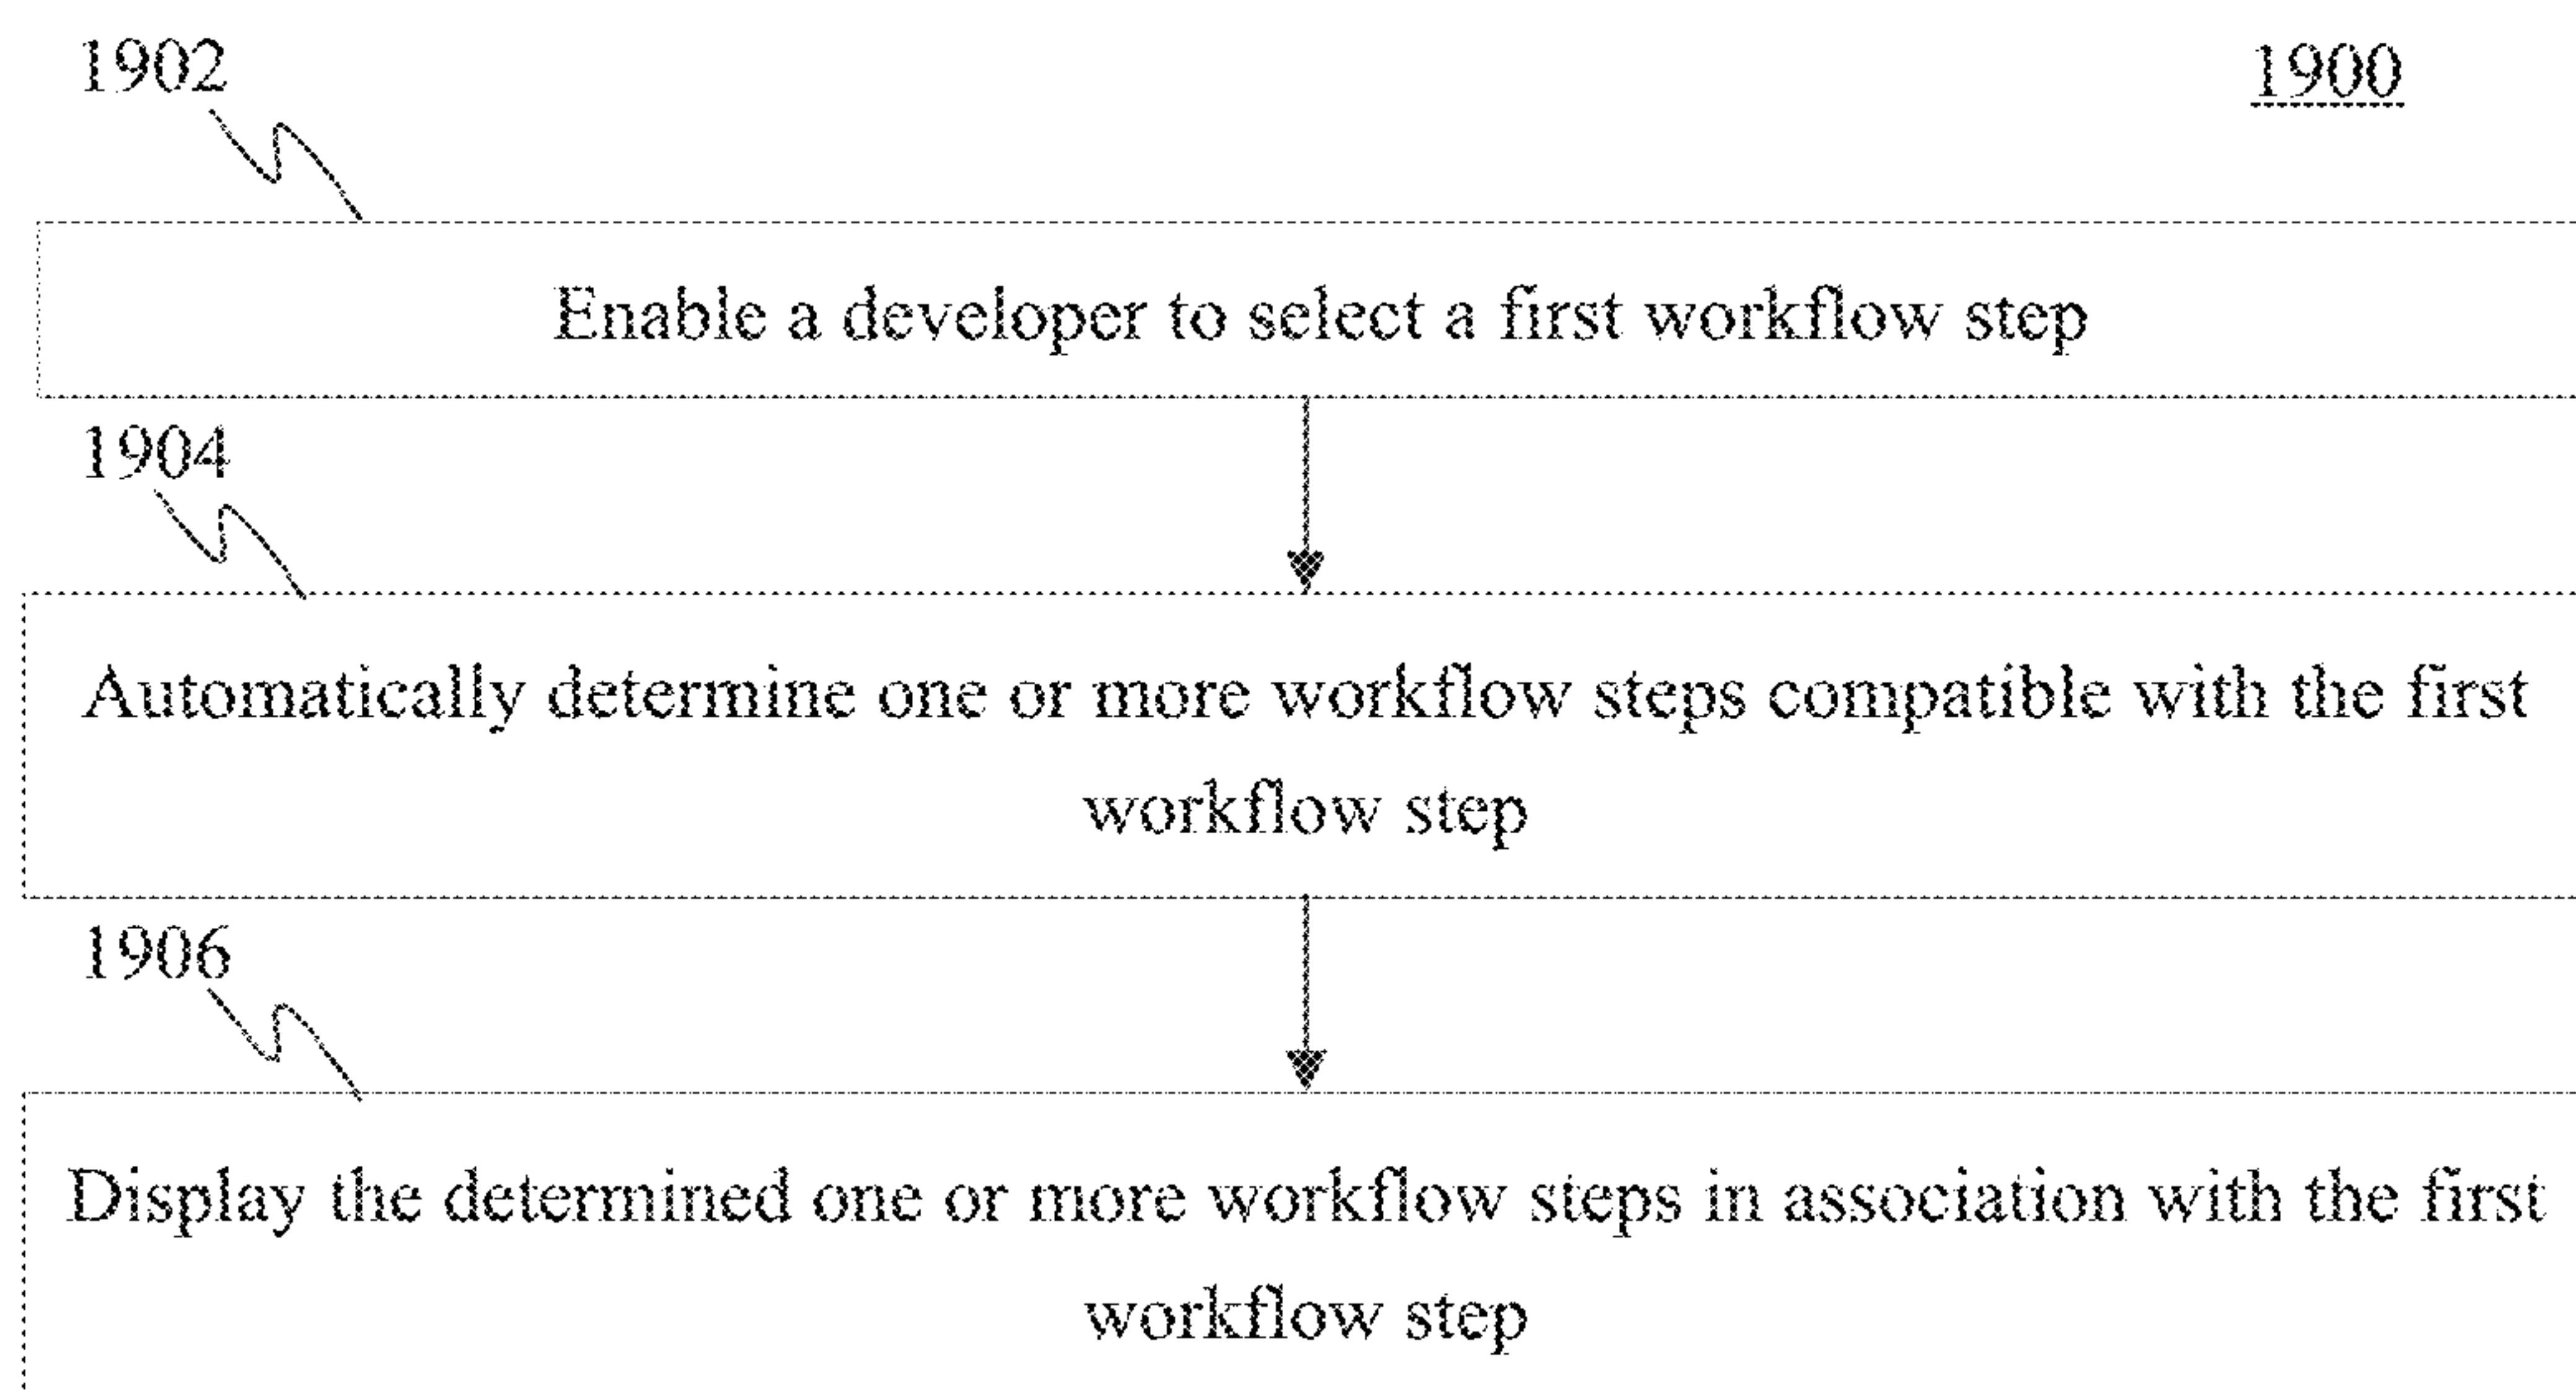 1902
1900
Enable a developer to select a first workflow step
1904
Automatically determine one or more workflow steps compatible with the first
workflow step
1906
Display the determined one or more workflow steps in association with the first
workflow step